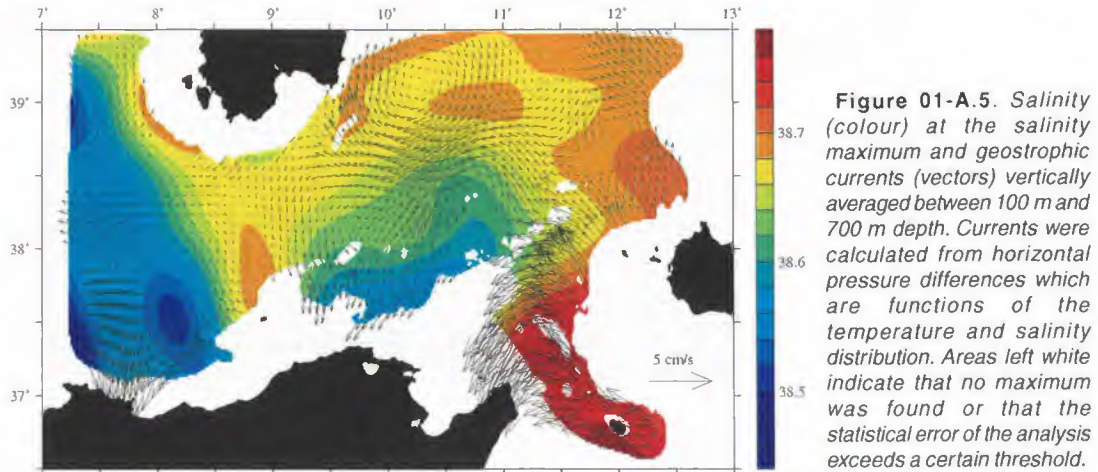 7' 8' 9' 10' 11' 12' 13'
39°
38°
37°
5 cm/s
38.7
38.6
38.5
Figure 01-A.5. Salinity
(colour) at the salinity
maximum and geostrophic
currents (vectors) vertically
averaged between 100 m and
700 m depth. Currents were
calculated from horizontal
pressure differences which
are functions of the
temperature and salinity
distribution. Areas left white
indicate that no maximum
was found or that the
statistical error of the analysis
exceeds a certain threshold.